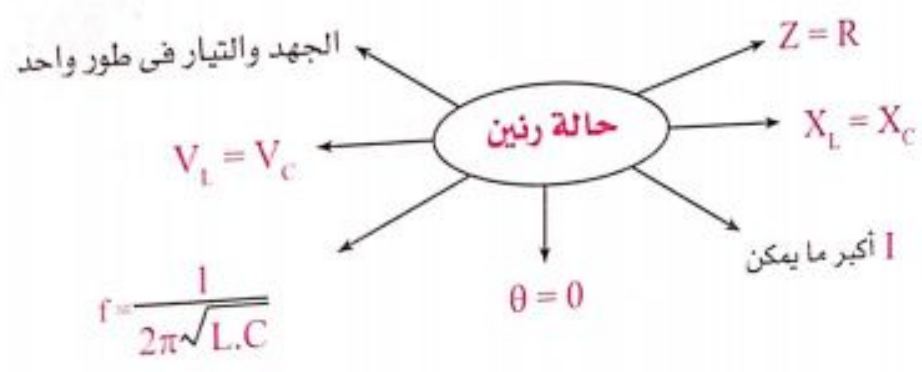 الجهد والتيار فى طور واحد
Z = R
حالة رنين
X_L = X_C
V_L = V_C
I أكبر ما يمكن
θ = 0
f = 1 / 2π√L.C